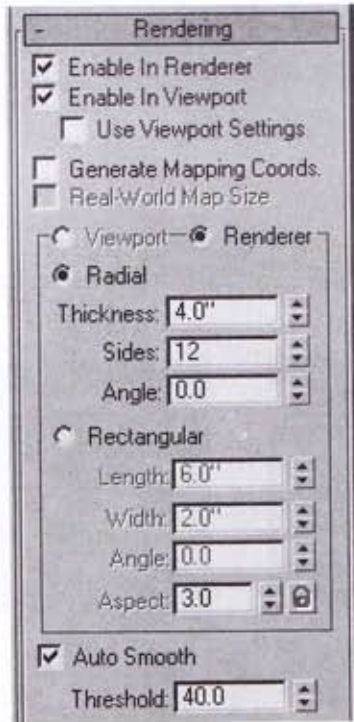 - Rendering
Enable In Renderer
Enable In Viewport
Use Viewport Settings
Generate Mapping Coords.
Real-World Map Size
Viewport Renderer
Radial
Thickness: 4.0"
Sides: 12
Angle: 0.0
Rectangular
Length: 6.0"
Width: 2.0"
Angle: 0.0
Aspect: 3.0
Auto Smooth
Threshold: 40.0